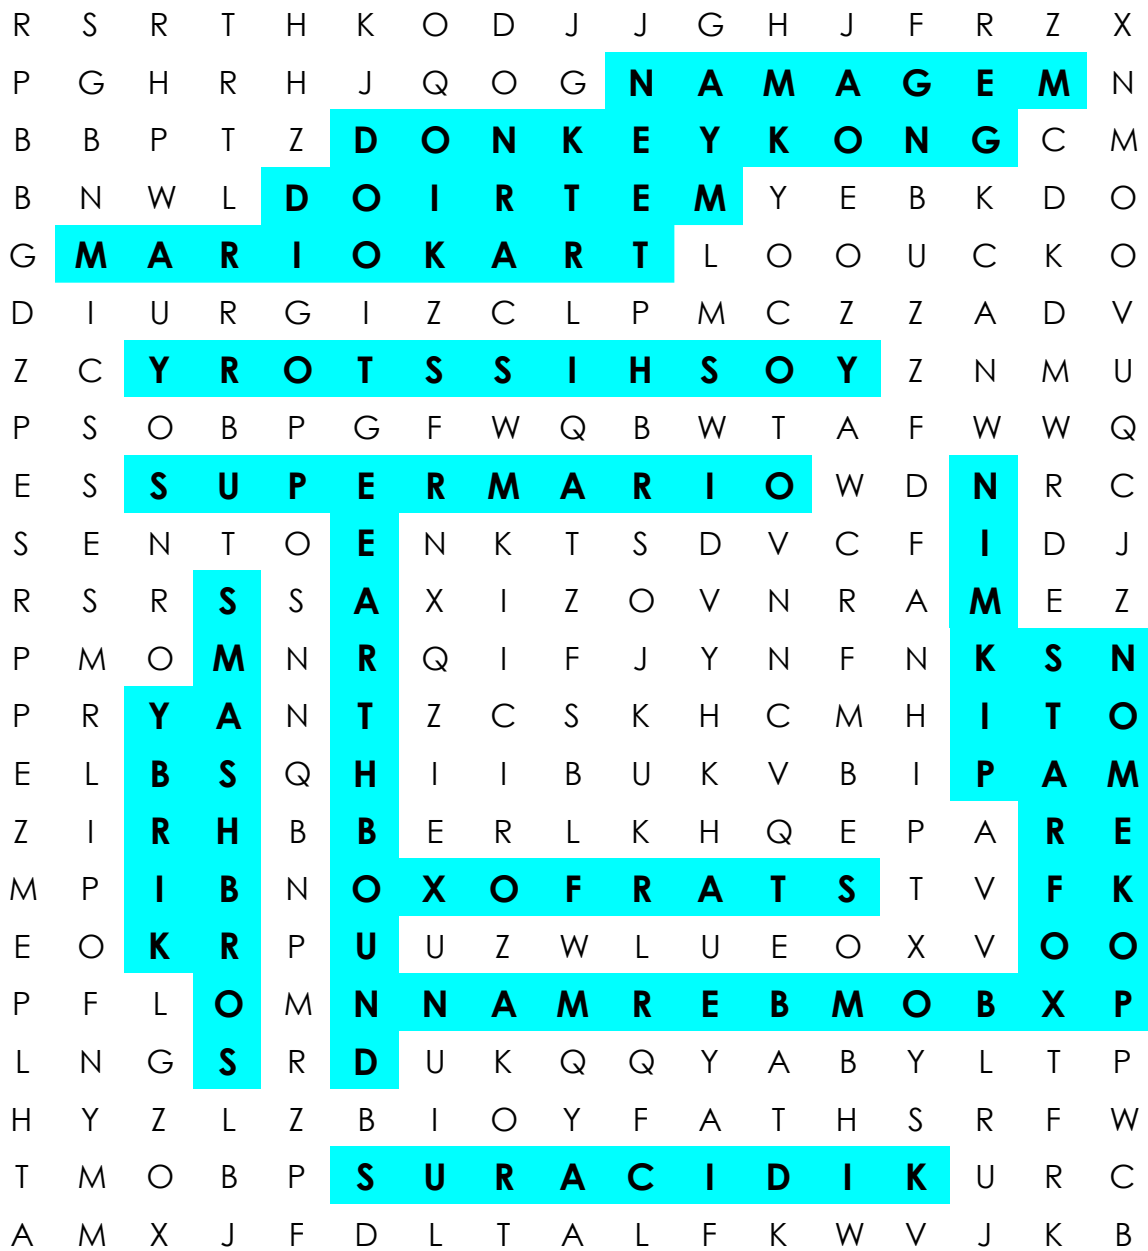 R S R T H K O D J J G H J F R Z X
P G H R H J Q O G N A M A G E M N
B B P T Z D O N K E Y K O N G C M
B N W L D O I R T E M Y E B K D O
G M A R I O K A R T L O O U C K O
D I U R G I Z C L P M C Z Z A D V
Z C Y R O T S S I H S O Y Z N M U
P S O B P G F W Q B W T A F W W Q
E S S U P E R M A R I O W D N R C
S E N T O E N K T S D V C F I D J
R S R S S A X I Z O V N R A M E Z
P M O M N R Q I F J Y N F N K S N
P R Y A N T Z C S K H C M H I T O
E L B S Q H I I B U K V B I P A M
Z I R H B B E R L K H Q E P A R E
M P I B N O X O F R A T S T V F K
E O K R P U U Z W L U E O X V O O
P F L O M N N A M R E B M O B X P
L N G S R D U K Q Q Y A B Y L T P
H Y Z L Z B I O Y F A T H S R F W
T M O B P S U R A C I D I K U R C
A M X J F D L T A L F K W V J K B